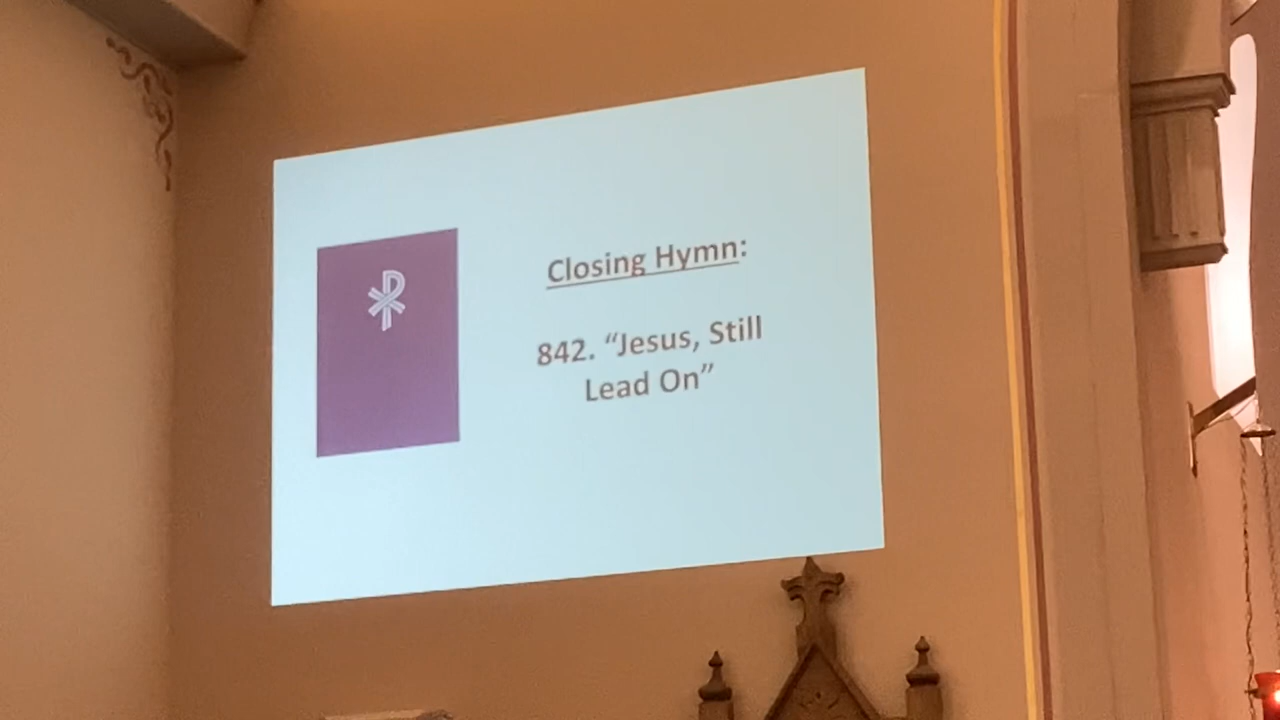 Closing Hymn:
842. “Jesus, Still
Lead On”